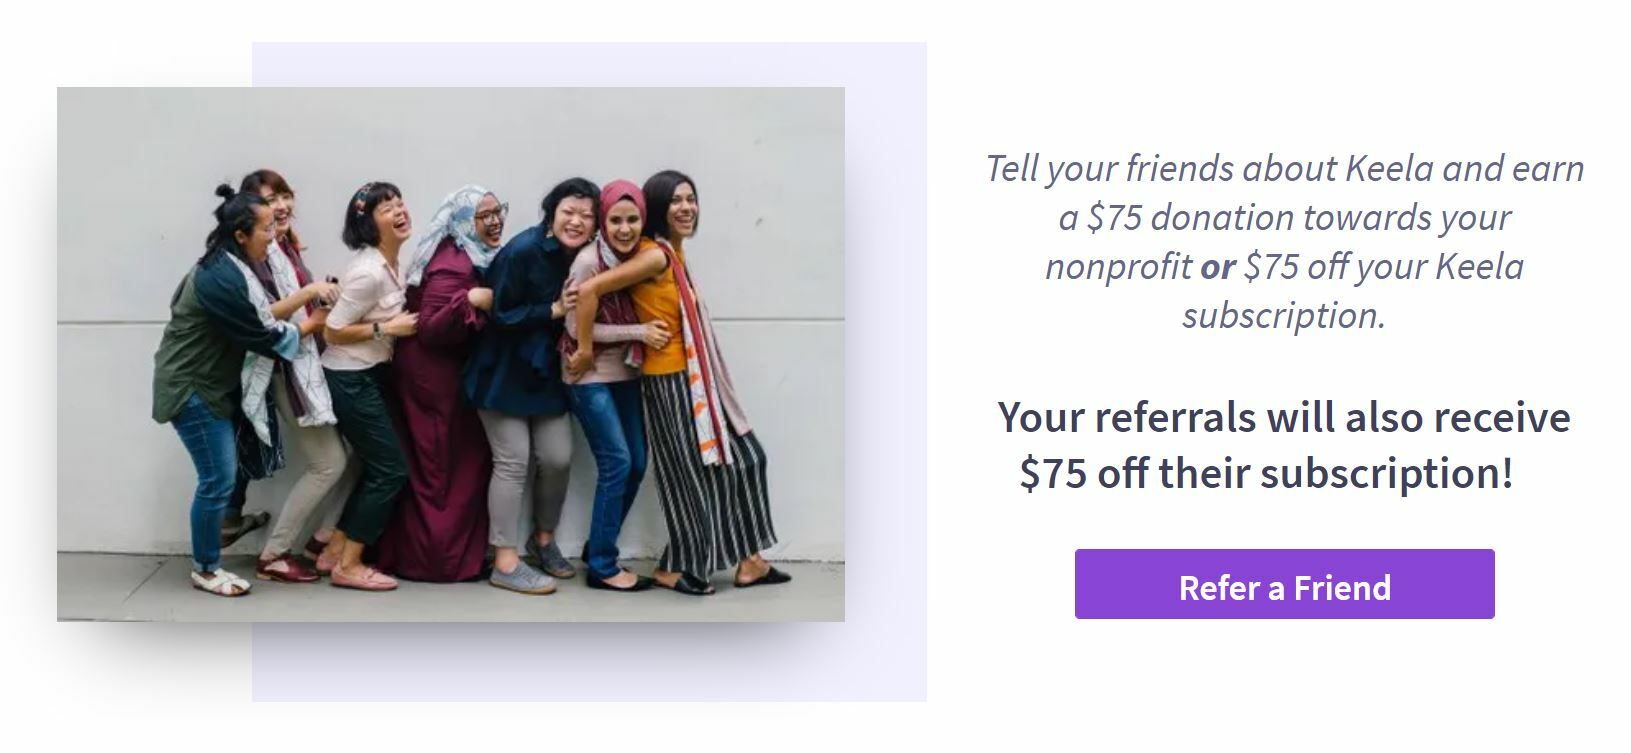 Tell your friends about Keela and earn
a $75 donation towards your
nonprofit or $75 off your Keela
subscription.
Your referrals will also receive
$75 off their subscription!
Refer a Friend